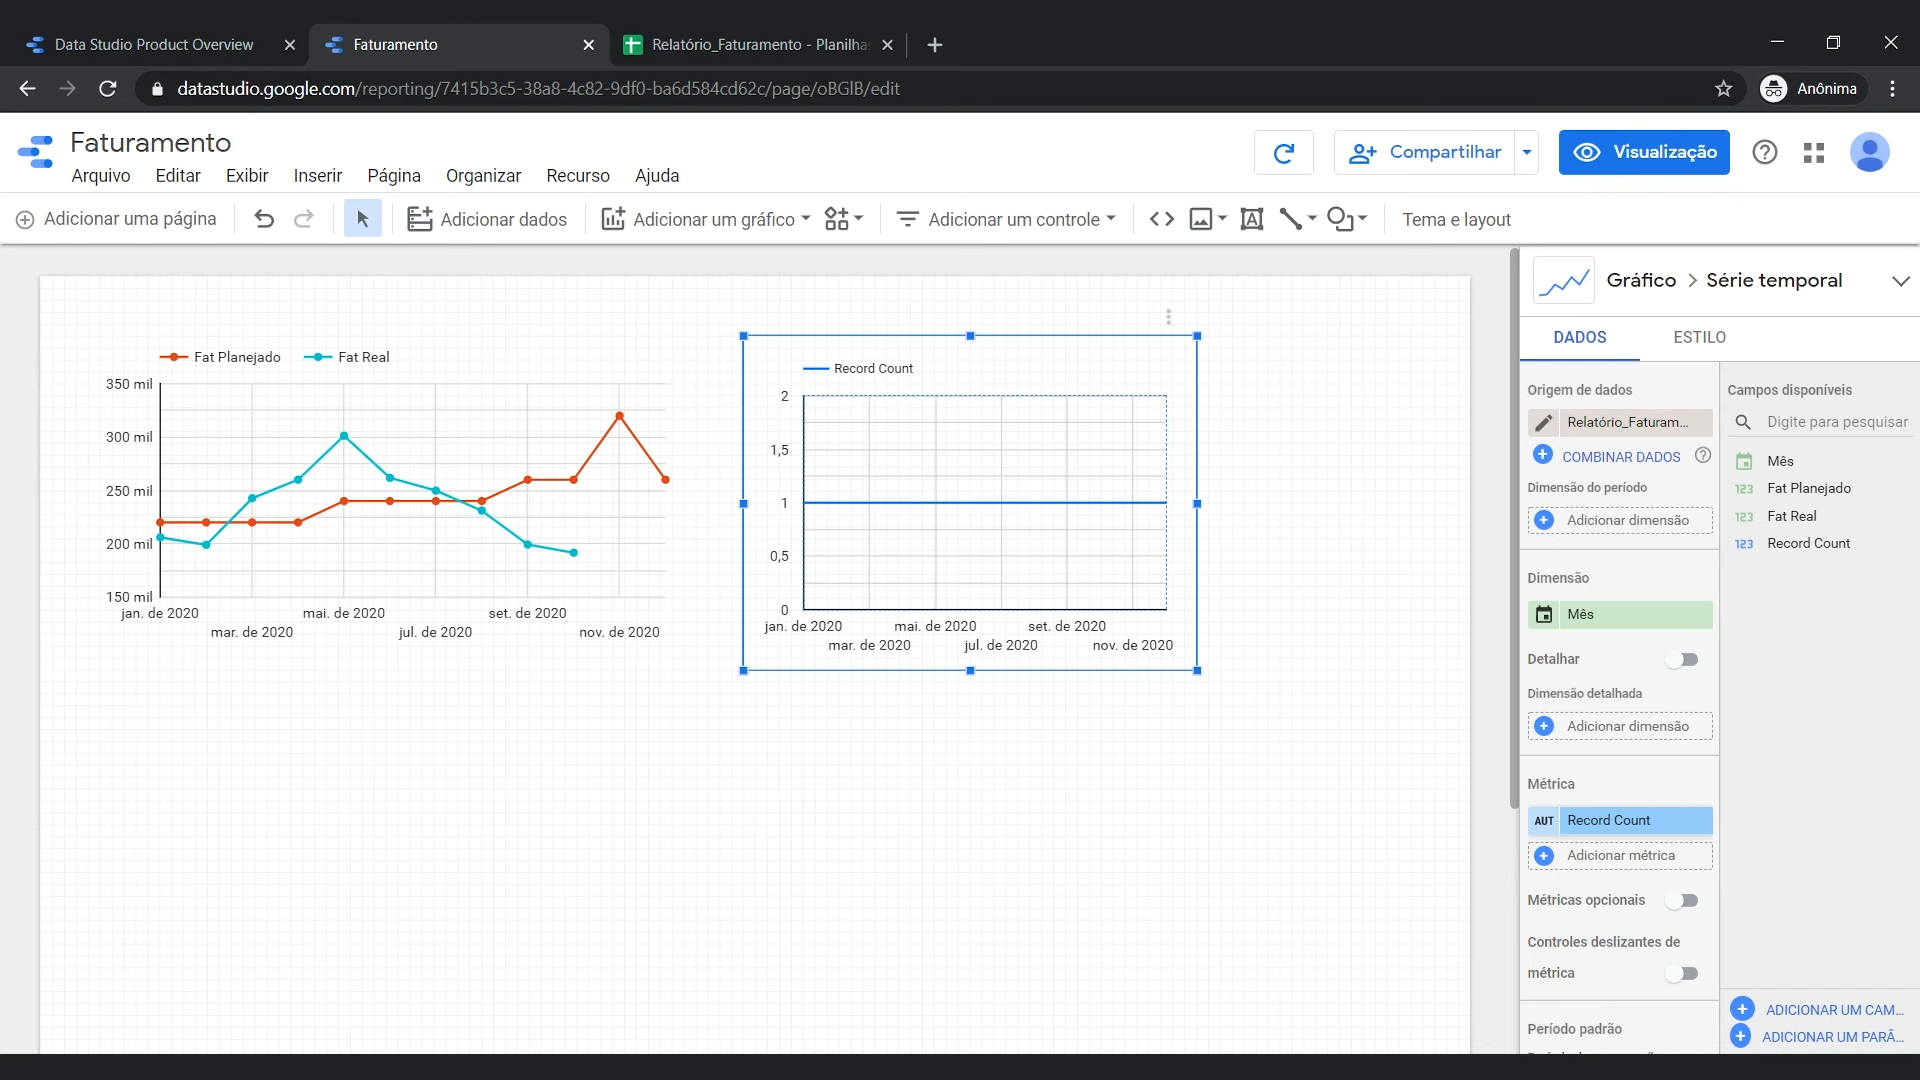 Data Studio Product Overview
Faturamento
Relatório_Faturamento - Planilha
datastudio.google.com/reporting/7415b3c5-38a8-4c82-9df0-ba6d584cd62c/page/oBGlB/edit
Anônima
Faturamento
Arquivo Editar Exibir Inserir Página Organizar Recurso Ajuda
Compartilhar
Visualização
Adicionar uma página
Adicionar dados
Adicionar um gráfico
Adicionar um controle
Tema e layout
Fat Planejado Fat Real
350 mil
300 mil
250 mil
200 mil
150 mil
jan. de 2020 mai. de 2020 set. de 2020
mar. de 2020 jul. de 2020 nov. de 2020
Record Count
2
1,5
1
0,5
0
jan. de 2020 mai. de 2020 set. de 2020
mar. de 2020 jul. de 2020 nov. de 2020
Gráfico > Série temporal
DADOS ESTILO
Origem de dados
Relatório_Faturam...
COMBINAR DADOS
Dimensão do período
Adicionar dimensão
Dimensão
Mês
Detalhar
Dimensão detalhada
Adicionar dimensão
Métrica
AUT Record Count
Adicionar métrica
Métricas opcionais
Controles deslizantes de
métrica
Período padrão
Campos disponíveis
Digite para pesquisar
Mês
123 Fat Planejado
123 Fat Real
123 Record Count
ADICIONAR UM CAM...
ADICIONAR UM PARÂ...